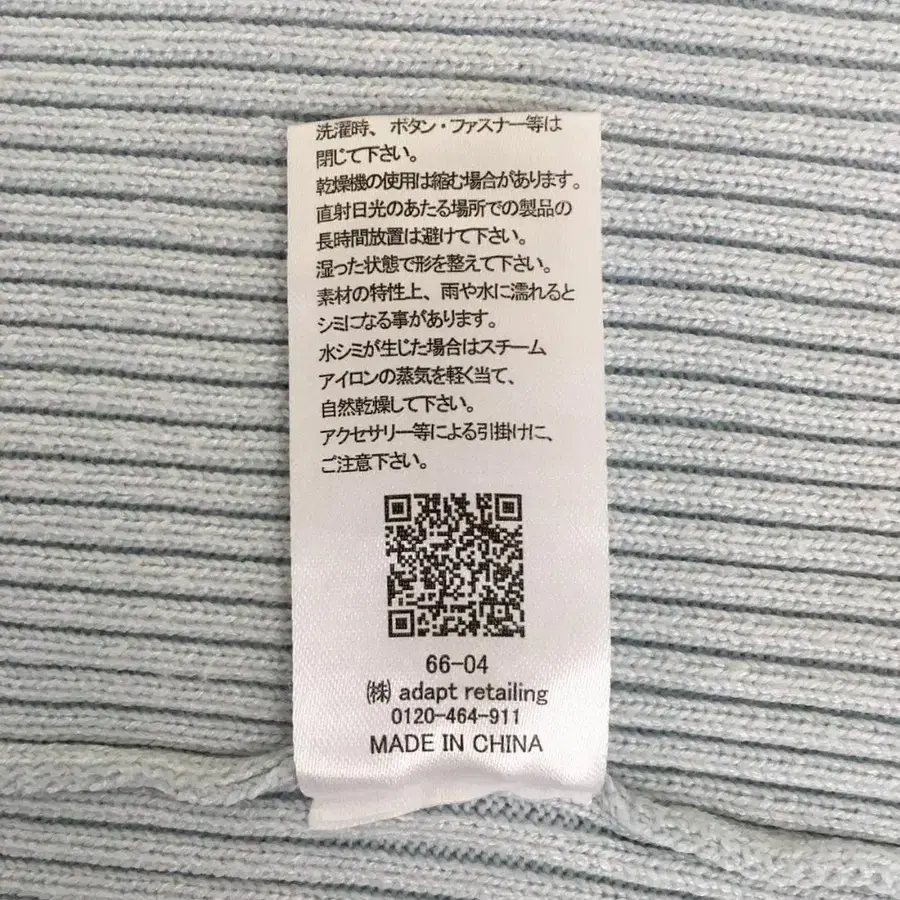 洗濯時、ボタン・ファスナー等は
閉じて下さい。
乾燥機の使用は縮む場合があります。
直射日光のあたる場所での製品の
長時間放置は避けて下さい。
湿った状態で形を整えて下さい。
素材の特性上、雨や水に濡れると
シミになる事があります。
水シミが生じた場合はスチーム
アイロンの蒸気を軽く当て、
自然乾燥して下さい。
アクセサリー等による引掛けに、
ご注意下さい。
66-04
㈱ adapt retailing
0120-464-911
MADE IN CHINA